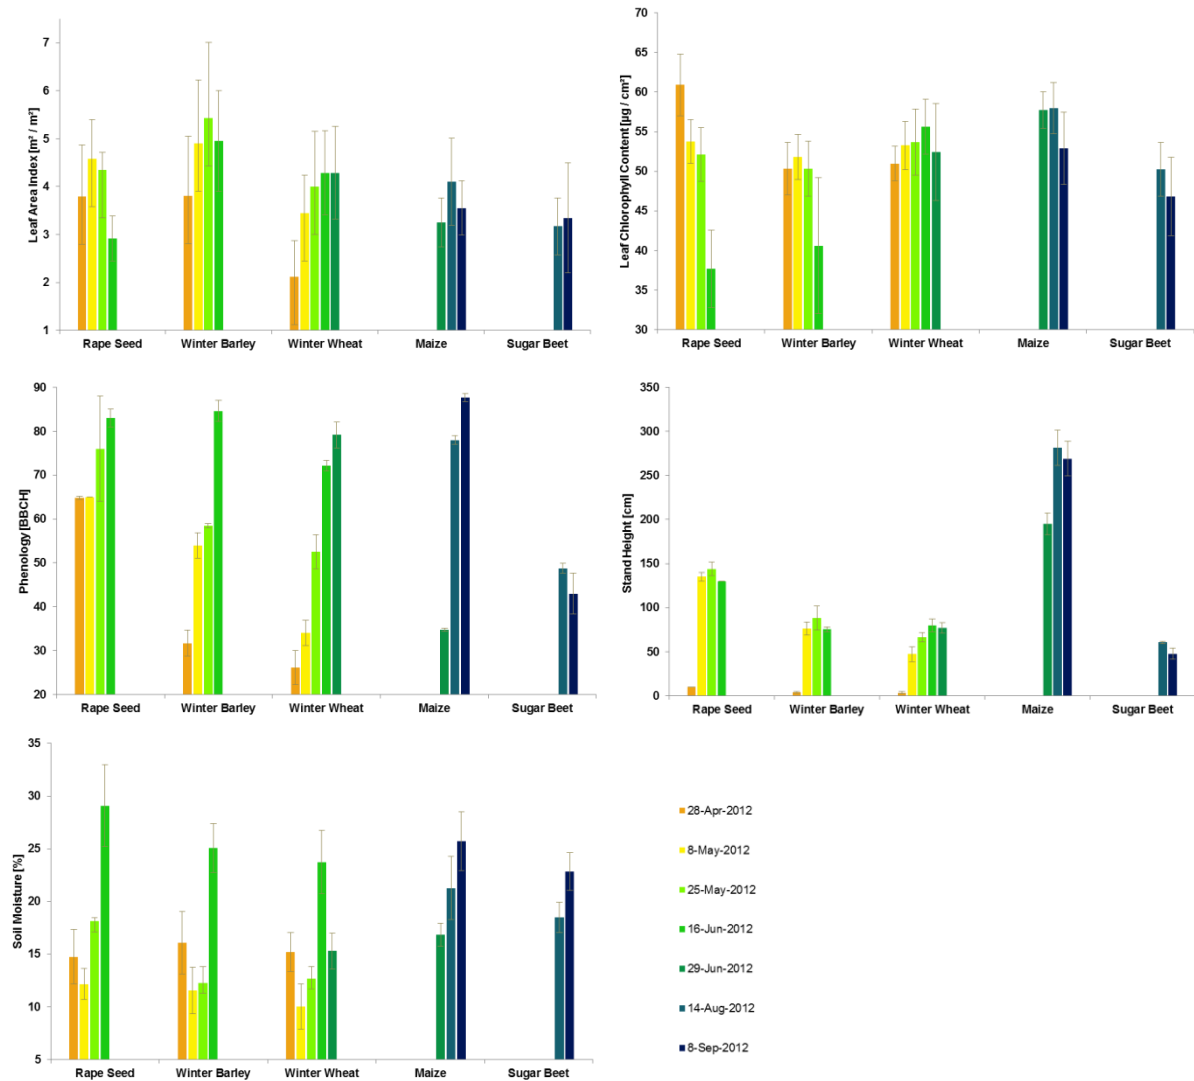 Leaf Area Index [m² / m²]
7
6
5
4
3
2
1
Rape Seed Winter Barley Winter Wheat Maize Sugar Beet
Leaf Chlorophyll Content [µg / cm²]
70
65
60
55
50
45
40
35
30
Rape Seed Winter Barley Winter Wheat Maize Sugar Beet
Phenology [BBCH]
90
80
70
60
50
40
30
20
Rape Seed Winter Barley Winter Wheat Maize Sugar Beet
Stand Height [cm]
350
300
250
200
150
100
50
0
Rape Seed Winter Barley Winter Wheat Maize Sugar Beet
Soil Moisture [%]
35
30
25
20
15
10
5
Rape Seed Winter Barley Winter Wheat Maize Sugar Beet
28-Apr-2012
8-May-2012
25-May-2012
16-Jun-2012
29-Jun-2012
14-Aug-2012
8-Sep-2012